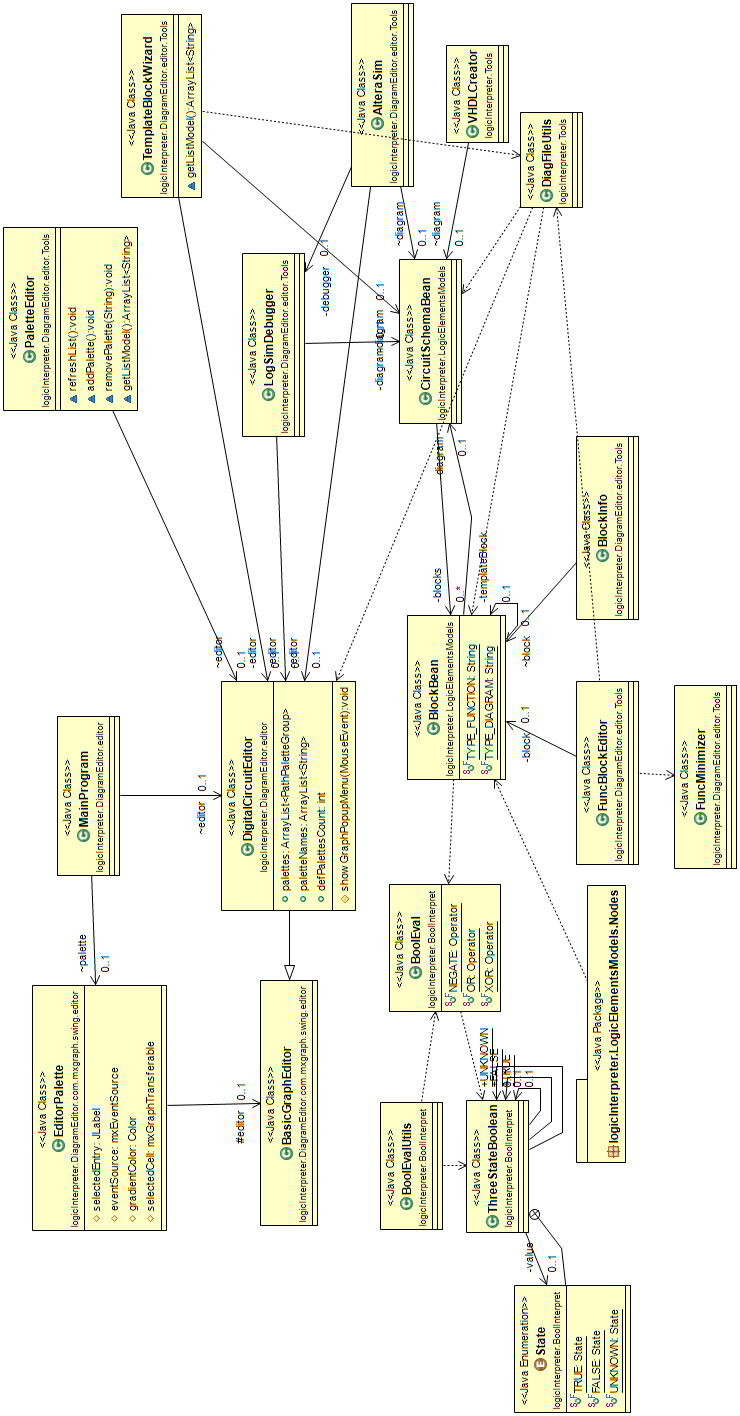 <<Java Class>>
TemplateBlockWizard
logicInterpreter.DiagramEditor.editor.Tools
getListModel():ArrayList<String>
<<Java Class>>
AlteraSim
logicInterpreter.DiagramEditor.editor.Tools
<<Java Class>>
VHDLCreator
logicInterpreter.DiagramEditor.editor.Tools
<<Java Class>>
DiagFileUtils
logicInterpreter.Tools
<<Java Class>>
PaletteEditor
logicInterpreter.DiagramEditor.editor.Tools
refreshList():void
addPalette():void
removePalette(String):void
getListModel():ArrayList<String>
<<Java Class>>
LogSimDebugger
logicInterpreter.DiagramEditor.editor.Tools
-debugger
0..1
~diagram
0..1
~diagram
0..1
-diagram
-diagram
0..1
<<Java Class>>
CircuitSchemaBean
logicInterpreter.LogicElementsModels
-blocks
0..*
diagram
0..1
-templateBlock
0..1
<<Java Class>>
BlockInfo
logicInterpreter.DiagramEditor.editor.Tools
~block
0..1
-block
0..1
<<Java Class>>
MainProgram
logicInterpreter.DiagramEditor.editor
~editor
0..1
~editor
0..1
-editor
-editor
-editor
0..1
<<Java Class>>
DigitalCircuitEditor
logicInterpreter.DiagramEditor.editor
palettes: ArrayList<PathPaletteGroup>
paletteNames: ArrayList<String>
defPalettesCount: int
show GraphPopupMenu(MouseEvent):void
<<Java Class>>
BlockBean
logicInterpreter.LogicElementsModels
TYPE_FUNCTION: String
TYPE_DIAGRAM: String
<<Java Class>>
FuncBlockEditor
logicInterpreter.DiagramEditor.editor.Tools
<<Java Class>>
FuncMinimizer
logicInterpreter.DiagramEditor.editor.Tools
~palette
0..1
<<Java Class>>
EditorPalette
logicInterpreter.DiagramEditor.com.mxgraph.swing.editor
selectedEntry: JLabel
eventSource: mxEventSource
gradientColor: Color
selectedCell: mxGraphTransferable
#editor
0..1
<<Java Class>>
BasicGraphEditor
logicInterpreter.DiagramEditor.com.mxgraph.swing.editor
<<Java Class>>
BoolEval
logicInterpreter.BoolInterpret
NEGATE: Operator
OR: Operator
XOR: Operator
<<Java Class>>
BoolEvalUtils
logicInterpreter.BoolInterpret
<<Java Class>>
ThreeStateBoolean
logicInterpreter.BoolInterpret
+UNKNOWN
+FALSE
+TRUE
0..1
0..1
<<Java Package>>
logicInterpreter.LogicElementsModels.Nodes
-value
0..1
<<Java Enumeration>>
State
logicInterpreter.BoolInterpret
TRUE: State
FALSE: State
UNKNOWN: State